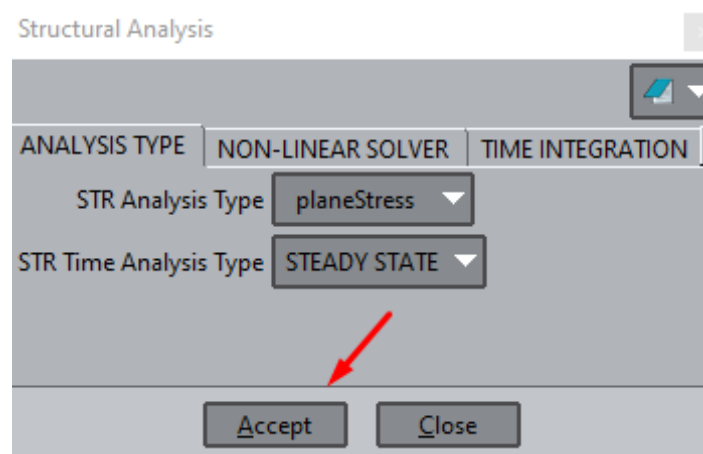 Structural Analysis
ANALYSIS TYPE NON-LINEAR SOLVER TIME INTEGRATION
STR Analysis Type planeStress
STR Time Analysis Type STEADY STATE
Accept Close